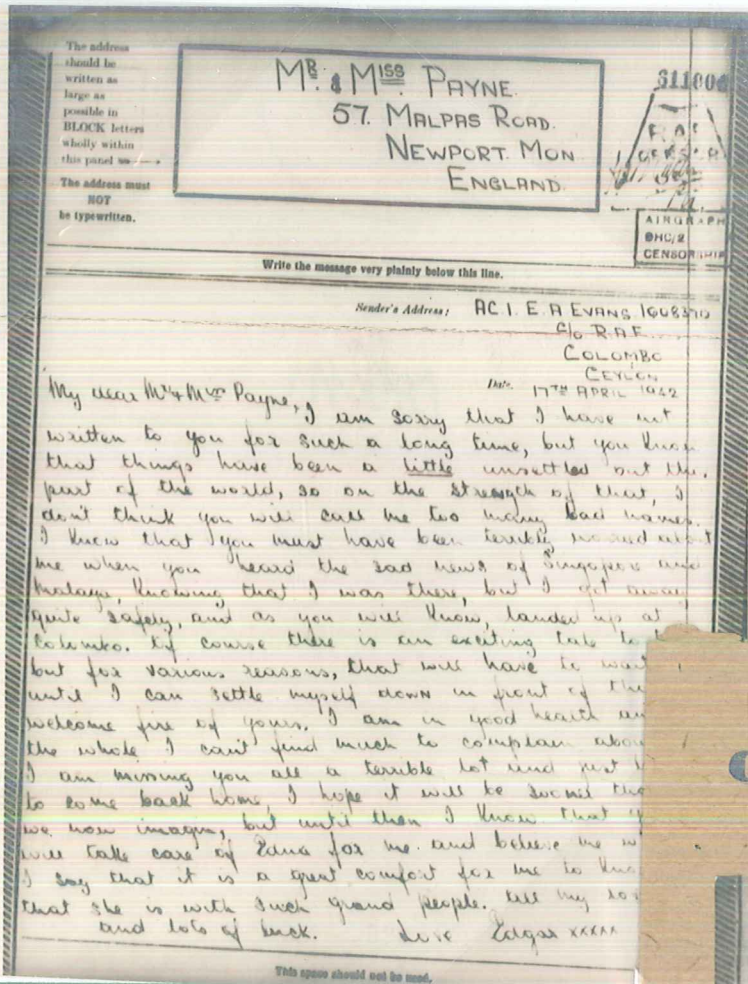 The address
should be
written as
large as
possible in
BLOCK letters
wholly within
this panel
The address must
NOT
be typewritten.
MR. & MISS PAYNE.
57. MALPAS ROAD.
NEWPORT. MON
ENGLAND.
611006
AIRGRAPH
DHC/2
CENSORSHIP
Write the message very plainly below this line.
Sender's Address: AC 1. E. A EVANS 1608370
C/o R.A.F.
COLOMBO
CEYLON
Date. 17TH APRIL 1942
My dear Mr & Mrs Payne,
I am sorry that I have not
written to you for such a long time, but you know
that things have been a little unsettled out this
part of the world, so on the strength of that, I
don't think you will call me too many bad names.
I know that you must have been terribly worried about
me when you heard the sad news of Singapore and
Malaya, knowing that I was there, but I got away
quite safely, and as you will know, landed up at
Colombo. Of course there is an exciting tale to
but for various reasons, that will have to wait
until I can settle myself down in front of
welcome fire of yours. I am in good health
the whole I can't find much to complain
I am missing you all a terrible lot and just
to come back home, I hope it will be sooner
we now imagine, but until then I know that
will take care of Edna for me and believe me
I say that it is a great comfort for me to
that she is with such grand people. All my
and lots of luck. Love Edgar xxxxx
This space should not be used.